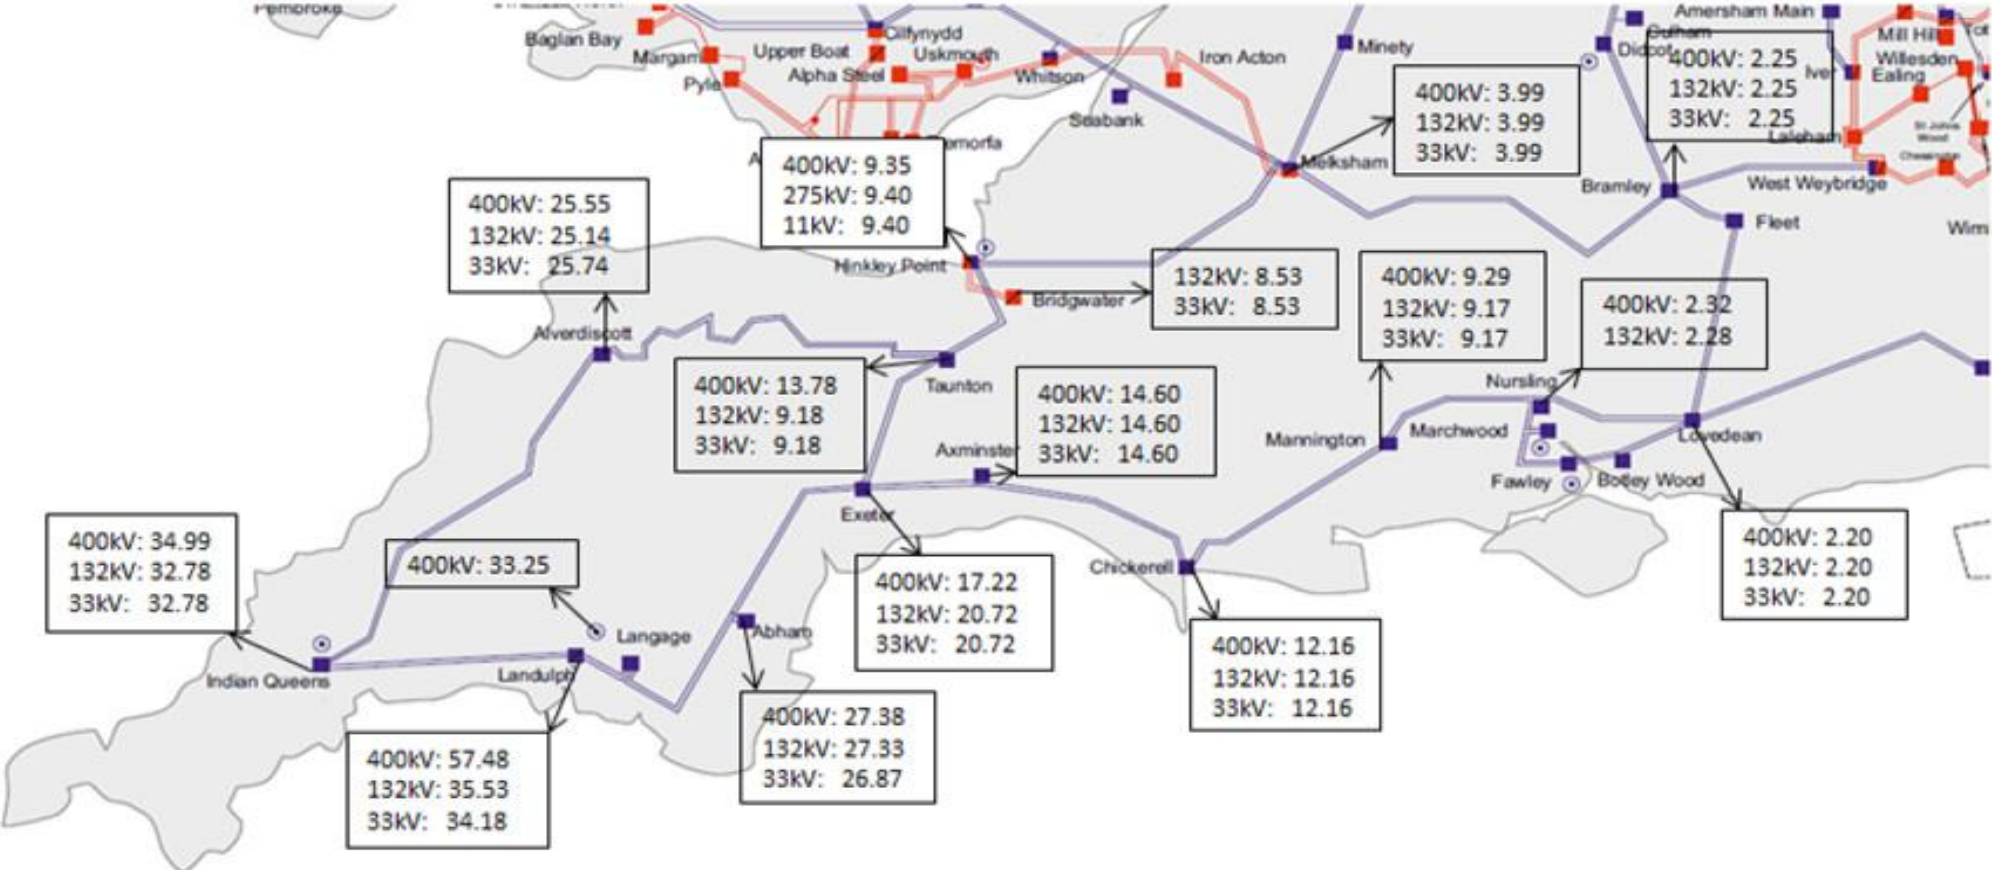 Pembroke
Baglan Bay
Margam
Pyle
Cilfynydd
Upper Boat
Uskmouth
Alpha Steel
Whitson
Iron Acton
Seabank
Minety
Culham
Didcot
Amersham Main
Mill Hill
Willesden
Iver
Ealing
St Johns
Wood
Laleham
Chessington
West Weybridge
Bramley
Fleet
Melksham
400kV: 3.99
132kV: 3.99
33kV: 3.99
400kV: 2.25
132kV: 2.25
33kV: 2.25
400kV: 9.35
275kV: 9.40
11kV: 9.40
Hinkley Point
Bridgwater
132kV: 8.53
33kV: 8.53
400kV: 25.55
132kV: 25.14
33kV: 25.74
Alverdiscott
400kV: 13.78
132kV: 9.18
33kV: 9.18
Taunton
400kV: 14.60
132kV: 14.60
33kV: 14.60
Axminster
400kV: 9.29
132kV: 9.17
33kV: 9.17
Mannington
400kV: 2.32
132kV: 2.28
Nursling
Marchwood
Lovedean
Fawley
Botley Wood
400kV: 2.20
132kV: 2.20
33kV: 2.20
Exeter
400kV: 17.22
132kV: 20.72
33kV: 20.72
Chickerell
400kV: 12.16
132kV: 12.16
33kV: 12.16
400kV: 34.99
132kV: 32.78
33kV: 32.78
Indian Queens
400kV: 33.25
Langage
Landulph
400kV: 57.48
132kV: 35.53
33kV: 34.18
Abham
400kV: 27.38
132kV: 27.33
33kV: 26.87